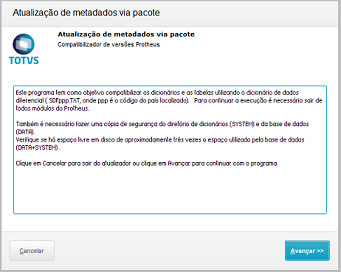 Atualização de metadados via pacote
Atualização de metadados via pacote
Compatibilizador de versões Protheus
TOTVS
Este programa tem como objetivo compatibilizar os dicionários e as tabelas utilizando o dicionário de dados
diferencial ( SDFppp.TXT, onde ppp é o código do país localizado). Para continuar a execução é necessário sair de
todos módulos do Protheus.
Também é necessário fazer uma cópia de segurança do diretório de dicionários (SYSTEM) e da base de dados
(DATA).
Verifique se há espaço livre em disco de aproximadamente três vezes o espaço utilizado pela base de dados
(DATA+SYSTEM) .
Clique em Cancelar para sair do atualizador ou clique em Avançar para continuar com o programa.
Cancelar
Avançar >>